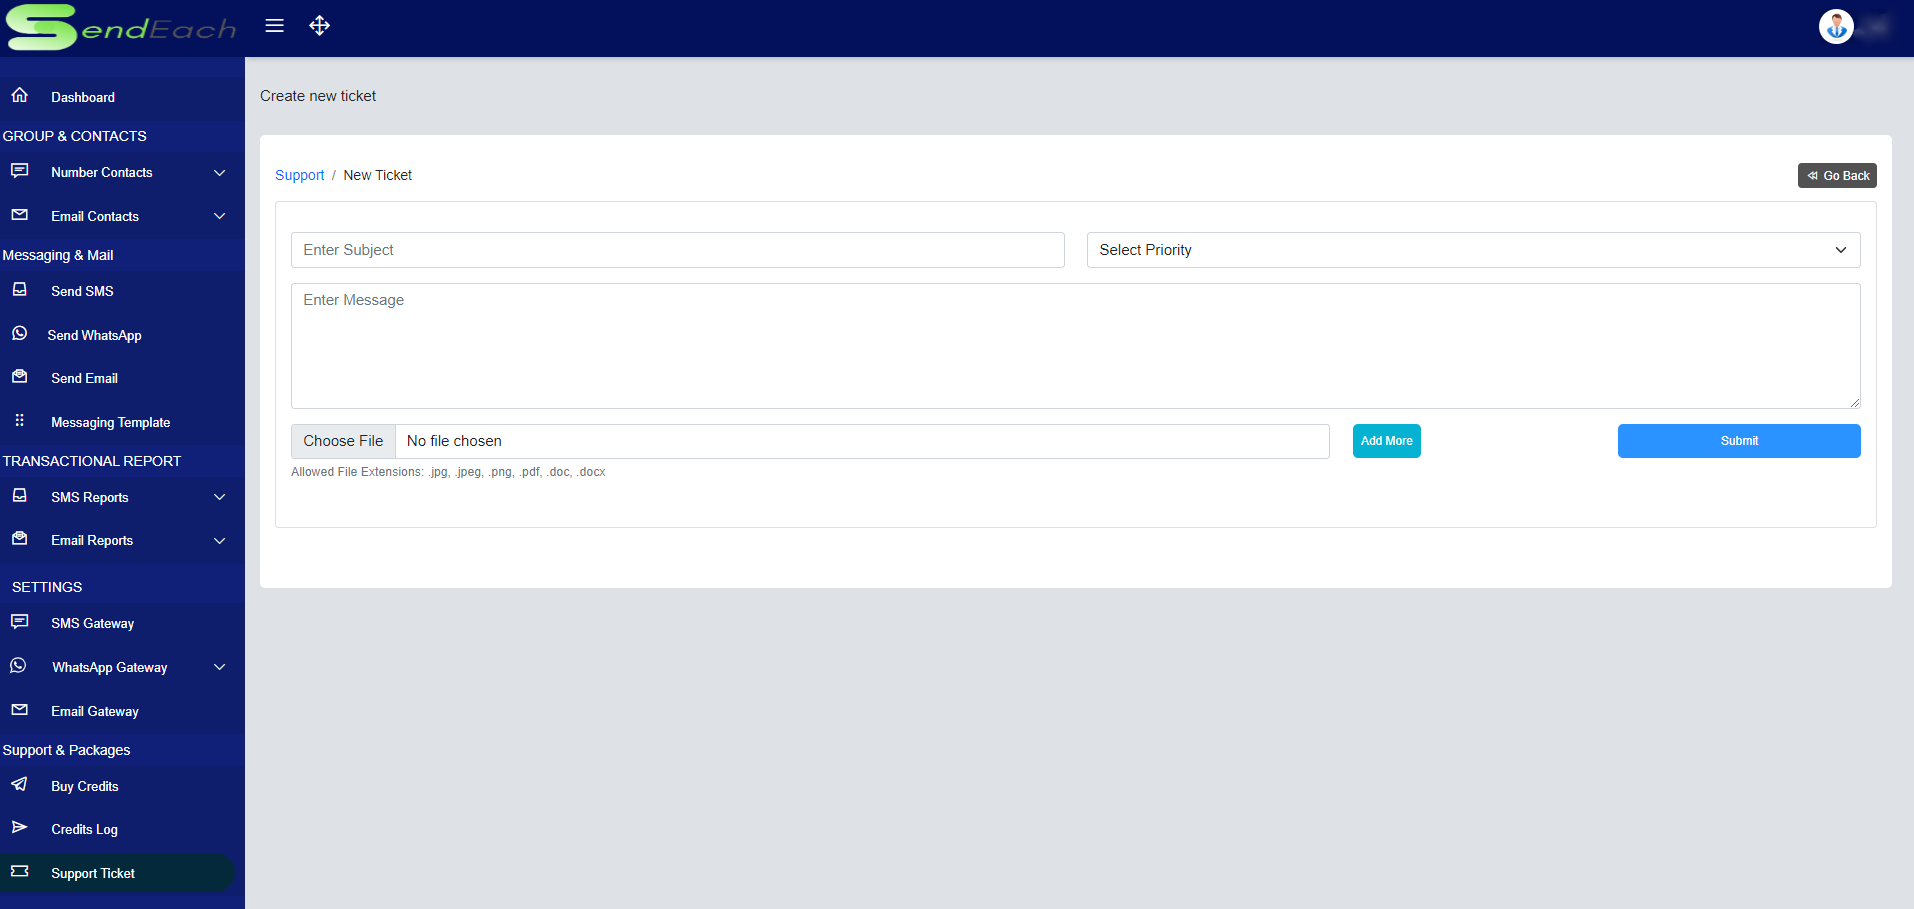 SendEach
Dashboard
GROUP & CONTACTS
Number Contacts
Email Contacts
Messaging & Mail
Send SMS
Send WhatsApp
Send Email
Messaging Template
TRANSACTIONAL REPORT
SMS Reports
Email Reports
SETTINGS
SMS Gateway
WhatsApp Gateway
Email Gateway
Support & Packages
Buy Credits
Credits Log
Support Ticket
Create new ticket
Support / New Ticket
Go Back
Enter Subject
Select Priority
Enter Message
Choose File No file chosen
Add More
Submit
Allowed File Extensions: .jpg, .jpeg, .png, .pdf, .doc, .docx